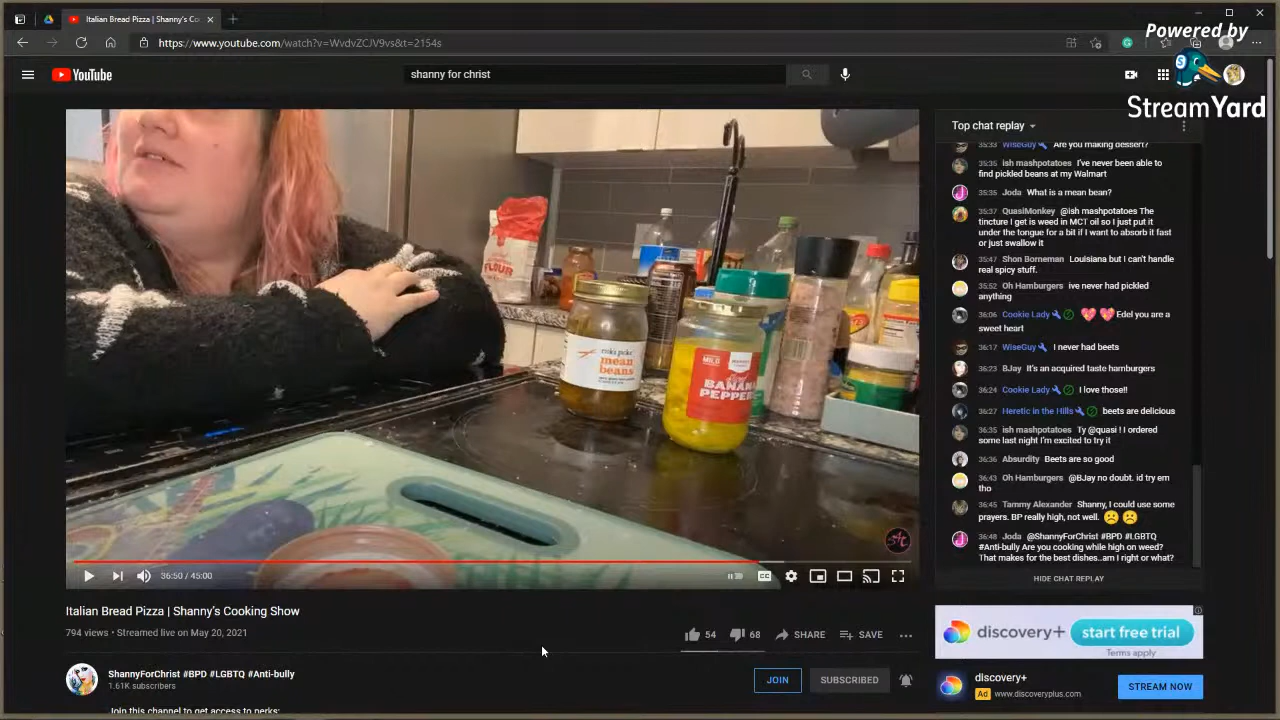 Italian Bread Pizza | Shanny's Co
https://www.youtube.com/watch?v=WvdvZCJV9vs&t=2154s
Powered by
StreamYard
YouTube
shanny for christ
Top chat replay
35:33 WiseGuy Are you making dessert?
35:35 ish mashpotatoes I've never been able to
find pickled beans at my Walmart
35:35 Joda What is a mean bean?
35:37 QuasiMonkey @ish mashpotatoes The
tincture I get is weed in MCT oil so I just put it
under the tongue for a bit if I want to absorb it fast
or just swallow it
35:47 Shon Borneman Louisiana but I can't handle
real spicy stuff.
35:52 Oh Hamburgers ive never had pickled
anything
36:06 Cookie Lady 💖 💖 Edel you are a
sweet heart
36:17 WiseGuy I never had beets
36:23 BJay It's an acquired taste hamburgers
36:24 Cookie Lady I love those!!
36:27 Heretic in the Hills beets are delicious
36:35 ish mashpotatoes Ty @quasi ! I ordered
some last night I'm excited to try it
36:36 Absurdity Beets are so good
36:43 Oh Hamburgers @BJay no doubt. id try em
tho
36:45 Tammy Alexander Shanny, I could use some
prayers. BP really high, not well. ☹️ ☹️
36:48 Joda @ShannyForChrist #BPD #LGBTQ
#Anti-bully Are you cooking while high on weed?
That makes for the best dishes..am I right or what?
HIDE CHAT REPLAY
FLOUR
rick's picks
mean
beans
MILD
BANANA
PEPPER
36:50 / 45:00
CC
Italian Bread Pizza | Shanny's Cooking Show
794 views • Streamed live on May 20, 2021
54
68
SHARE
SAVE
ShannyForChrist #BPD #LGBTQ #Anti-bully
1.61K subscribers
JOIN
SUBSCRIBED
Join this channel to get access to perks:
discovery+
start free trial
Terms apply
discovery+
Ad www.discoveryplus.com
STREAM NOW